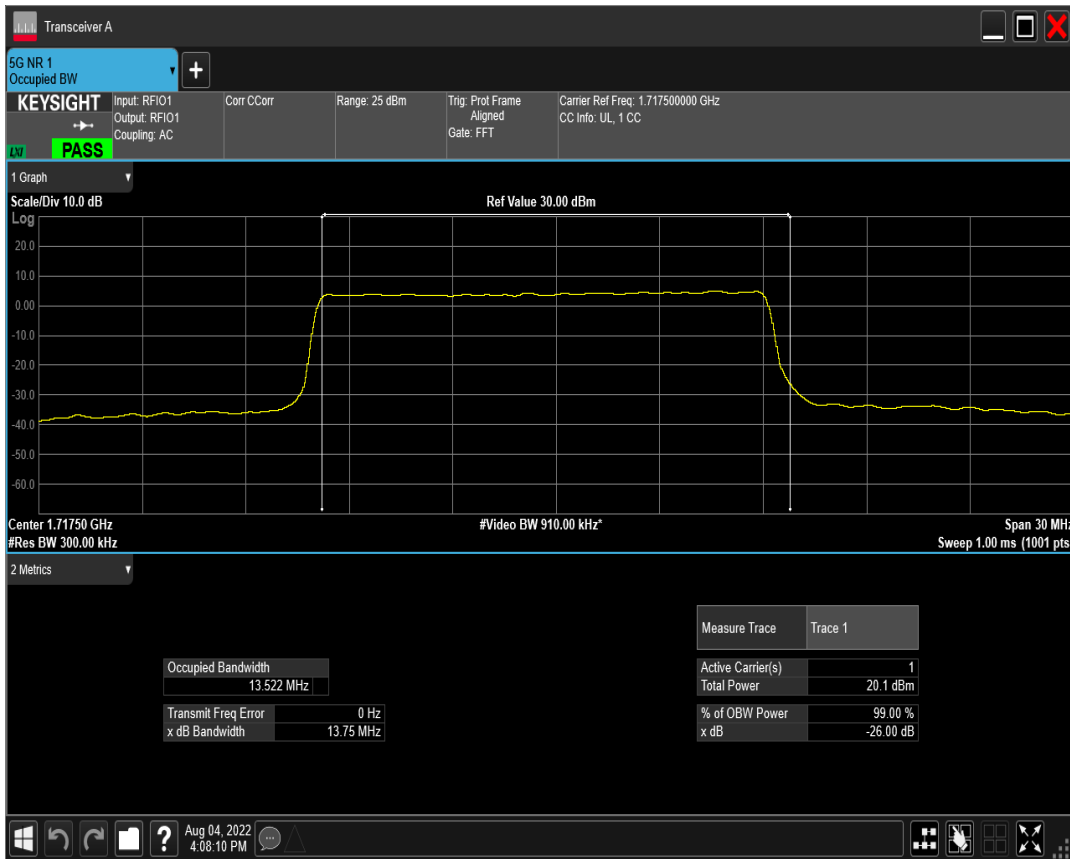 Transceiver A
5G NR 1
Occupied BW
+
KEYSIGHT
LXI
PASS
Input: RFIO1
Output: RFIO1
Coupling: AC
Corr CCorr
Range: 25 dBm
Trig: Prot Frame
Aligned
Gate: FFT
Carrier Ref Freq: 1.717500000 GHz
CC Info: UL, 1 CC
1 Graph
Scale/Div 10.0 dB
Ref Value 30.00 dBm
Log
20.0
10.0
0.00
-10.0
-20.0
-30.0
-40.0
-50.0
-60.0
Center 1.71750 GHz
#Video BW 910.00 kHz*
Span 30 MHz
#Res BW 300.00 kHz
Sweep 1.00 ms (1001 pts
2 Metrics
Measure Trace Trace 1
Occupied Bandwidth
13.522 MHz
Active Carrier(s) 1
Total Power 20.1 dBm
Transmit Freq Error 0 Hz
x dB Bandwidth 13.75 MHz
% of OBW Power 99.00 %
x dB -26.00 dB
?
Aug 04, 2022
4:08:10 PM